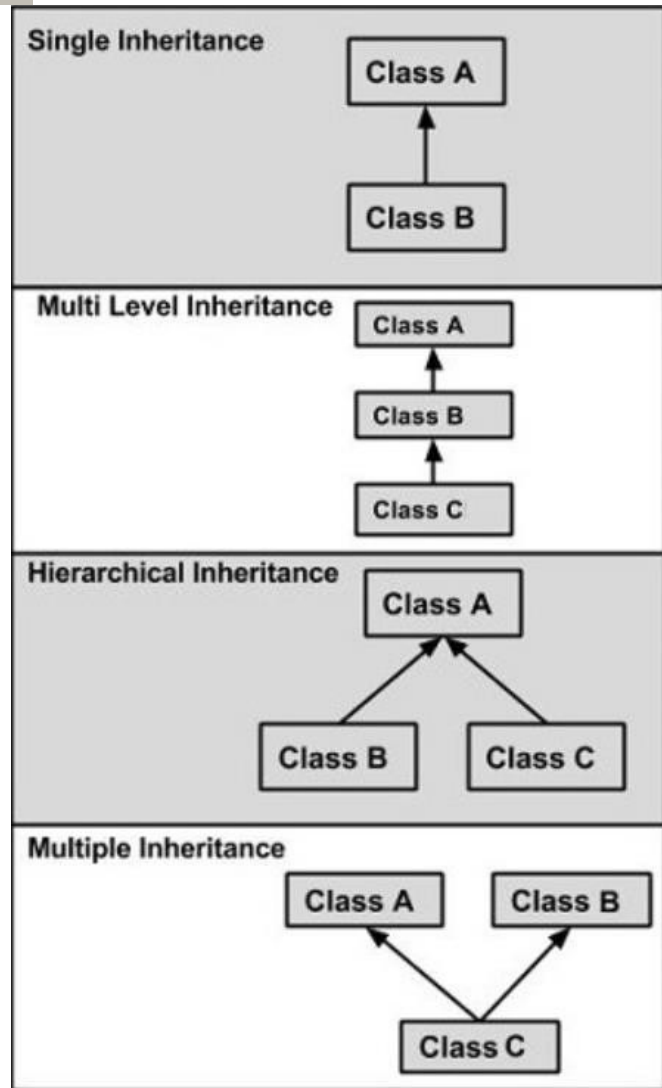 Single Inheritance
Class A
Class B
Multi Level Inheritance
Class A
Class B
Class C
Hierarchical Inheritance
Class A
Class B Class C
Multiple Inheritance
Class A Class B
Class C